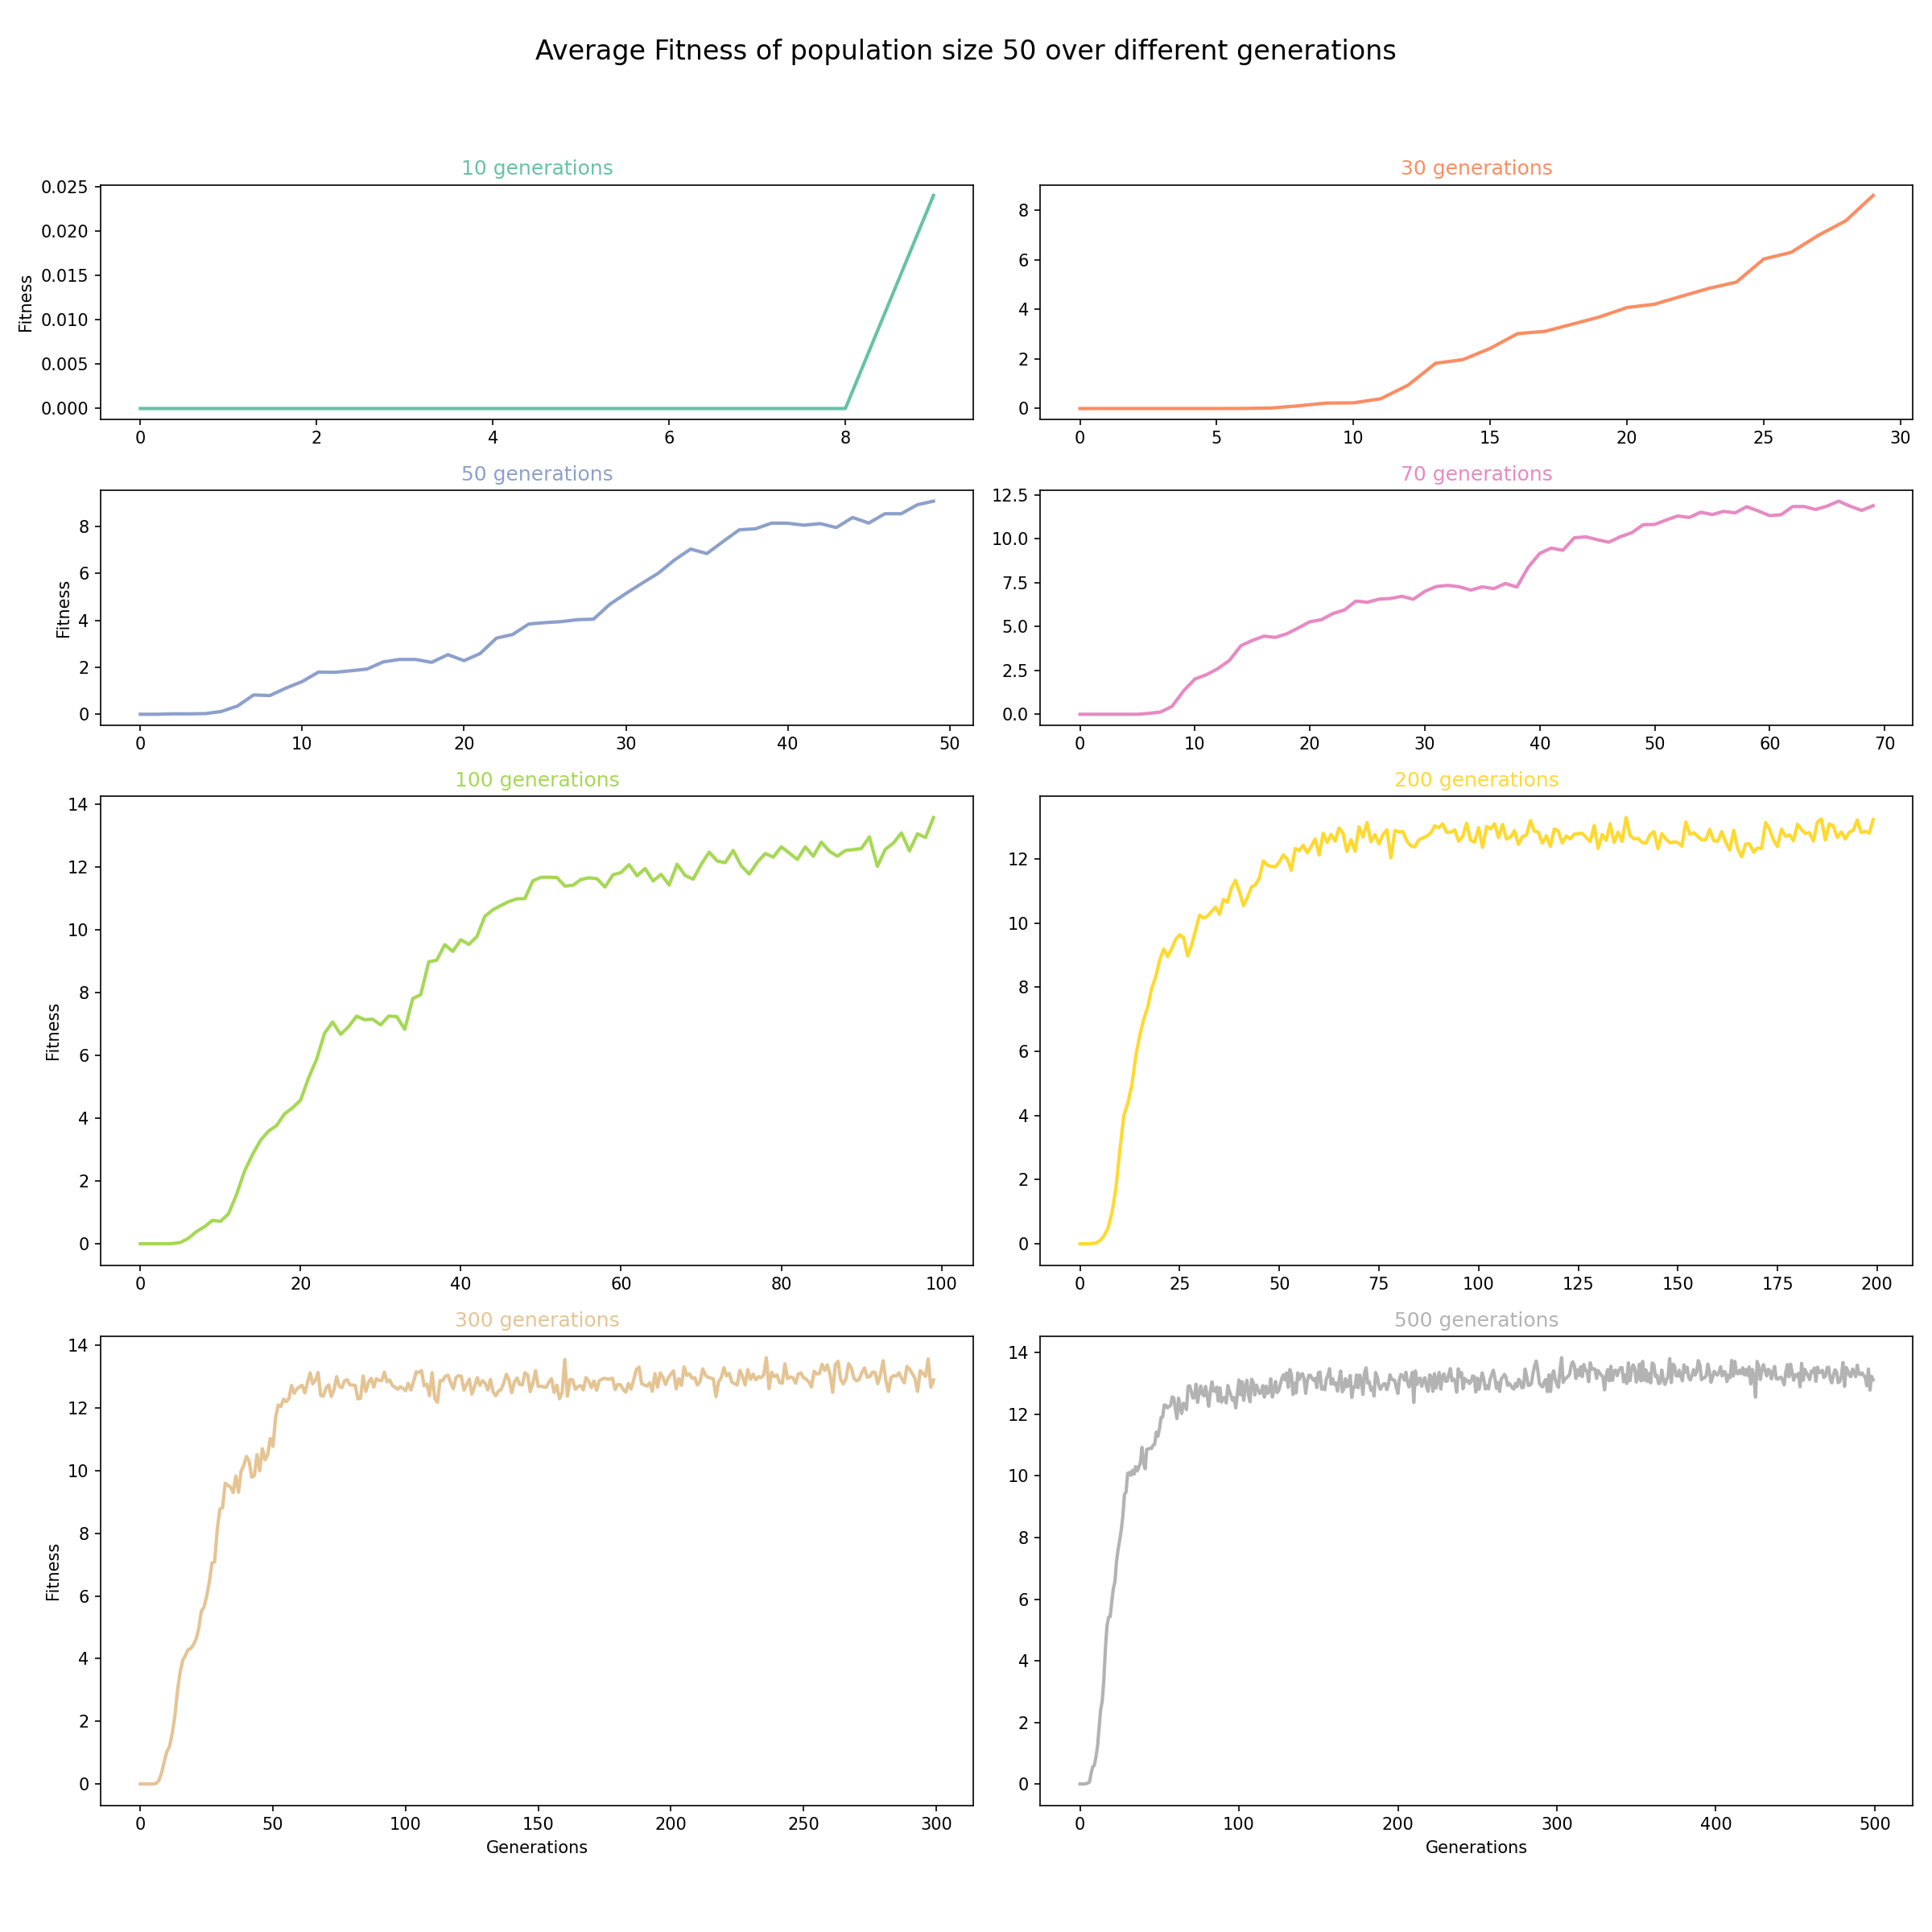 Average Fitness of population size 50 over different generations
10 generations
30 generations
0.025
0.020
0.015
0.010
0.005
0.000
Fitness
0 2 4 6 8
8
6
4
2
0
0 5 10 15 20 25 30
50 generations
70 generations
8
6
4
2
0
Fitness
0 10 20 30 40 50
12.5
10.0
7.5
5.0
2.5
0.0
0 10 20 30 40 50 60 70
100 generations
200 generations
14
12
10
8
6
4
2
0
Fitness
0 20 40 60 80 100
12
10
8
6
4
2
0
0 25 50 75 100 125 150 175 200
300 generations
500 generations
14
12
10
8
6
4
2
0
Fitness
0 50 100 150 200 250 300
Generations
14
12
10
8
6
4
2
0
0 100 200 300 400 500
Generations